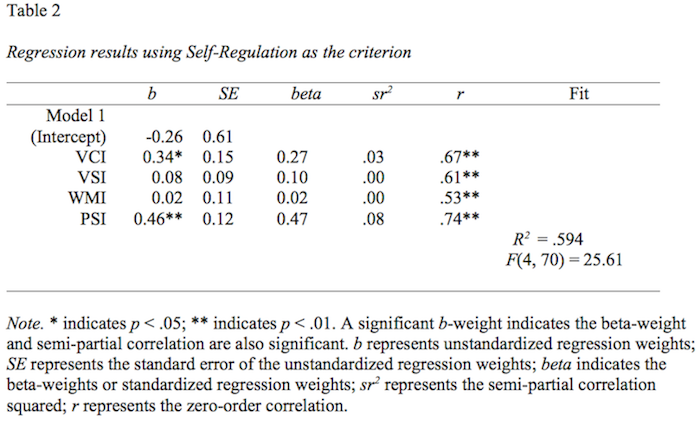 Table 2
Regression results using Self-Regulation as the criterion
b SE beta sr² r Fit
Model 1
(Intercept) -0.26 0.61
VCI 0.34* 0.15 0.27 .03 .67**
VSI 0.08 0.09 0.10 .00 .61**
WMI 0.02 0.11 0.02 .00 .53**
PSI 0.46** 0.12 0.47 .08 .74**
R² = .594
F(4, 70) = 25.61
Note. * indicates p < .05; ** indicates p < .01. A significant b-weight indicates the beta-weight
and semi-partial correlation are also significant. b represents unstandardized regression weights;
SE represents the standard error of the unstandardized regression weights; beta indicates the
beta-weights or standardized regression weights; sr² represents the semi-partial correlation
squared; r represents the zero-order correlation.